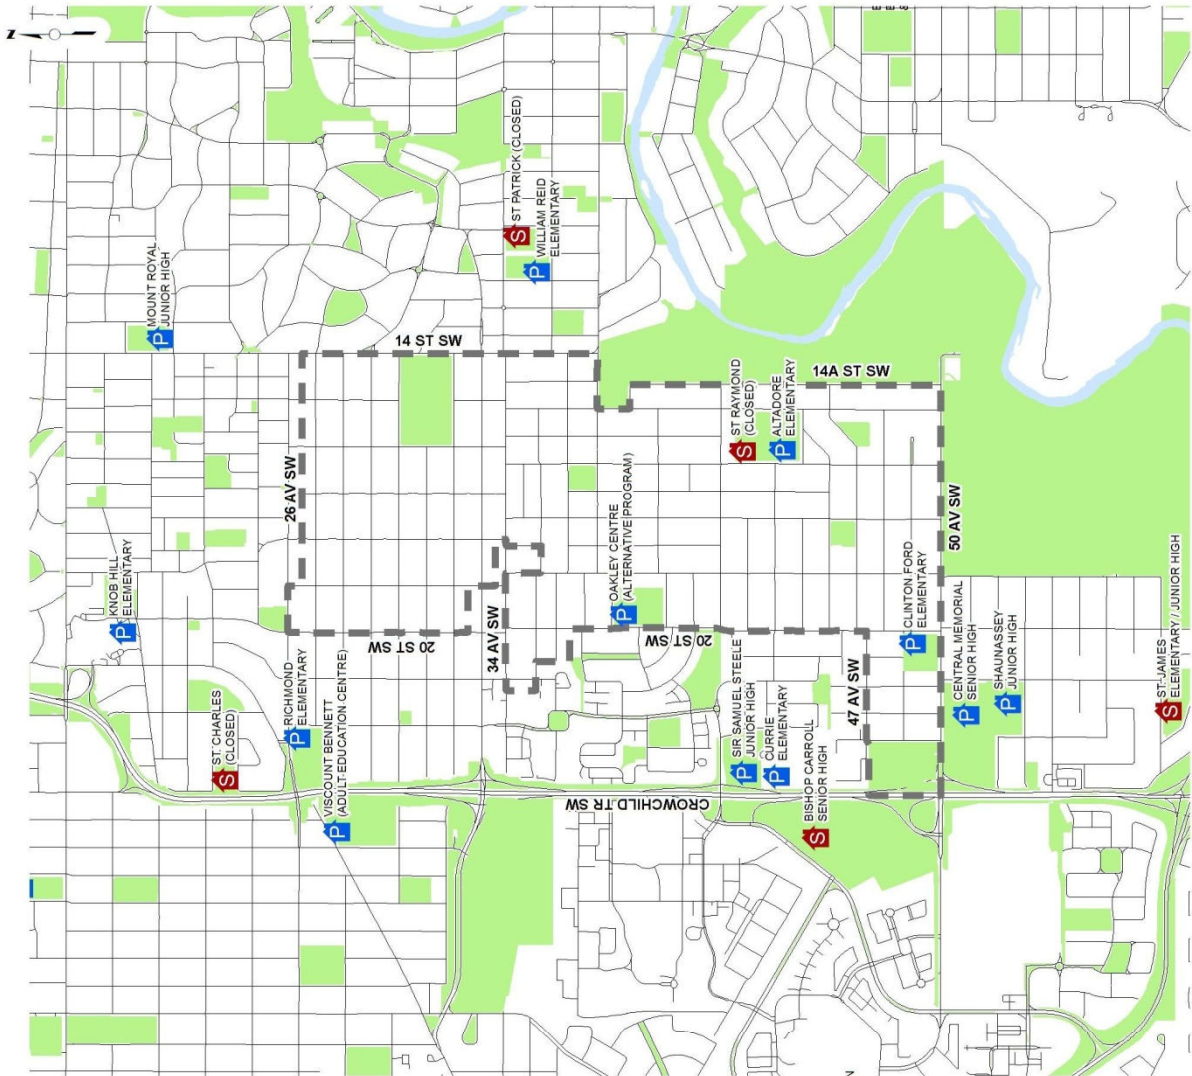 N
MOUNT ROYAL
JUNIOR HIGH
ST PATRICK (CLOSED)
WILLIAM REID
ELEMENTARY
14 ST SW
14A ST SW
26 AV SW
ST RAYMOND
(CLOSED)
ALTADORE
ELEMENTARY
KNOB HILL
ELEMENTARY
OAKLEY CENTRE
(ALTERNATIVE PROGRAM)
50 AV SW
34 AV SW
20 ST SW
20 ST SW
CLINTON FORD
ELEMENTARY
ST. CHARLES
(CLOSED)
RICHMOND
ELEMENTARY
VISCOUNT BENNETT
(ADULT EDUCATION CENTRE)
SIR SAMUEL STEELE
JUNIOR HIGH
CURRIE
ELEMENTARY
BISHOP CARROLL
SENIOR HIGH
47 AV SW
CENTRAL MEMORIAL
SENIOR HIGH
SHAUNASSEY
JUNIOR HIGH
ST. JAMES
ELEMENTARY / JUNIOR HIGH
CROWCHILD TR SW
P
S
P
S
P
P
P
P
S
P
P
P
P
S
P
P
S
P
S